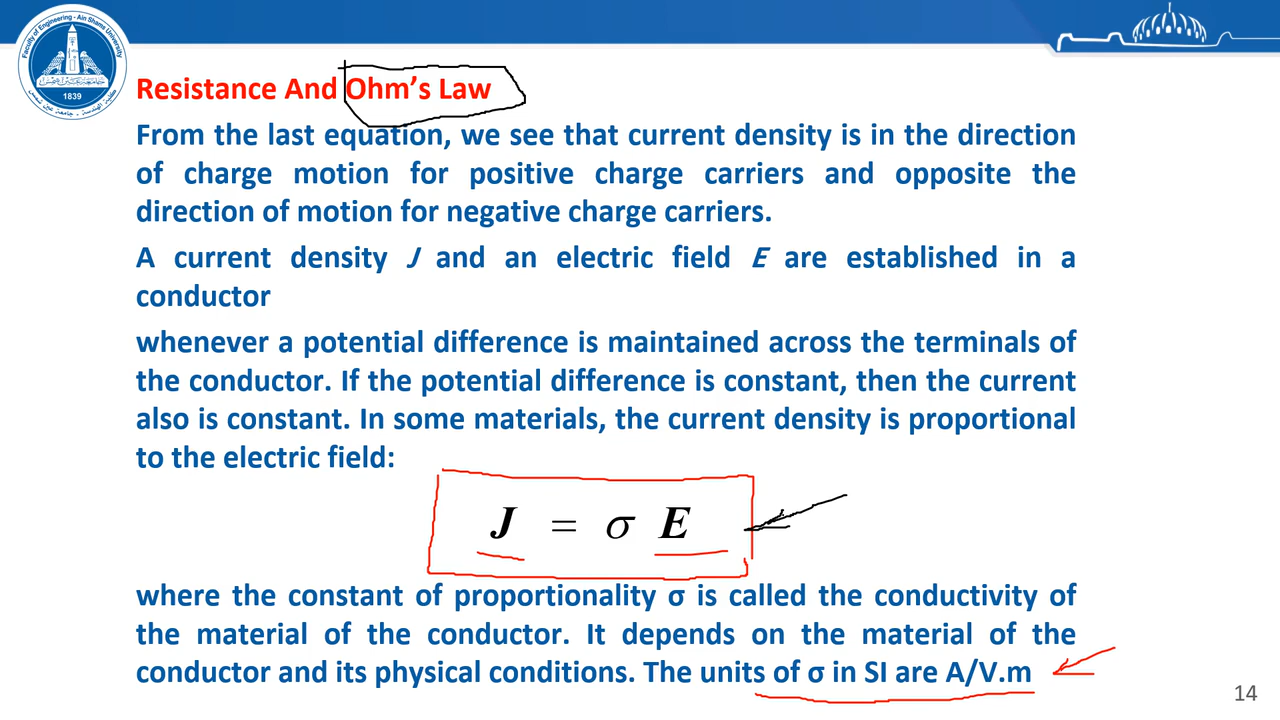 Faculty of Engineering - Ain Shams University
1839
Resistance And Ohm’s Law
From the last equation, we see that current density is in the direction
of charge motion for positive charge carriers and opposite the
direction of motion for negative charge carriers.
A current density J and an electric field E are established in a
conductor
whenever a potential difference is maintained across the terminals of
the conductor. If the potential difference is constant, then the current
also is constant. In some materials, the current density is proportional
to the electric field:
J = σ E
where the constant of proportionality σ is called the conductivity of
the material of the conductor. It depends on the material of the
conductor and its physical conditions. The units of σ in SI are A/V.m
14